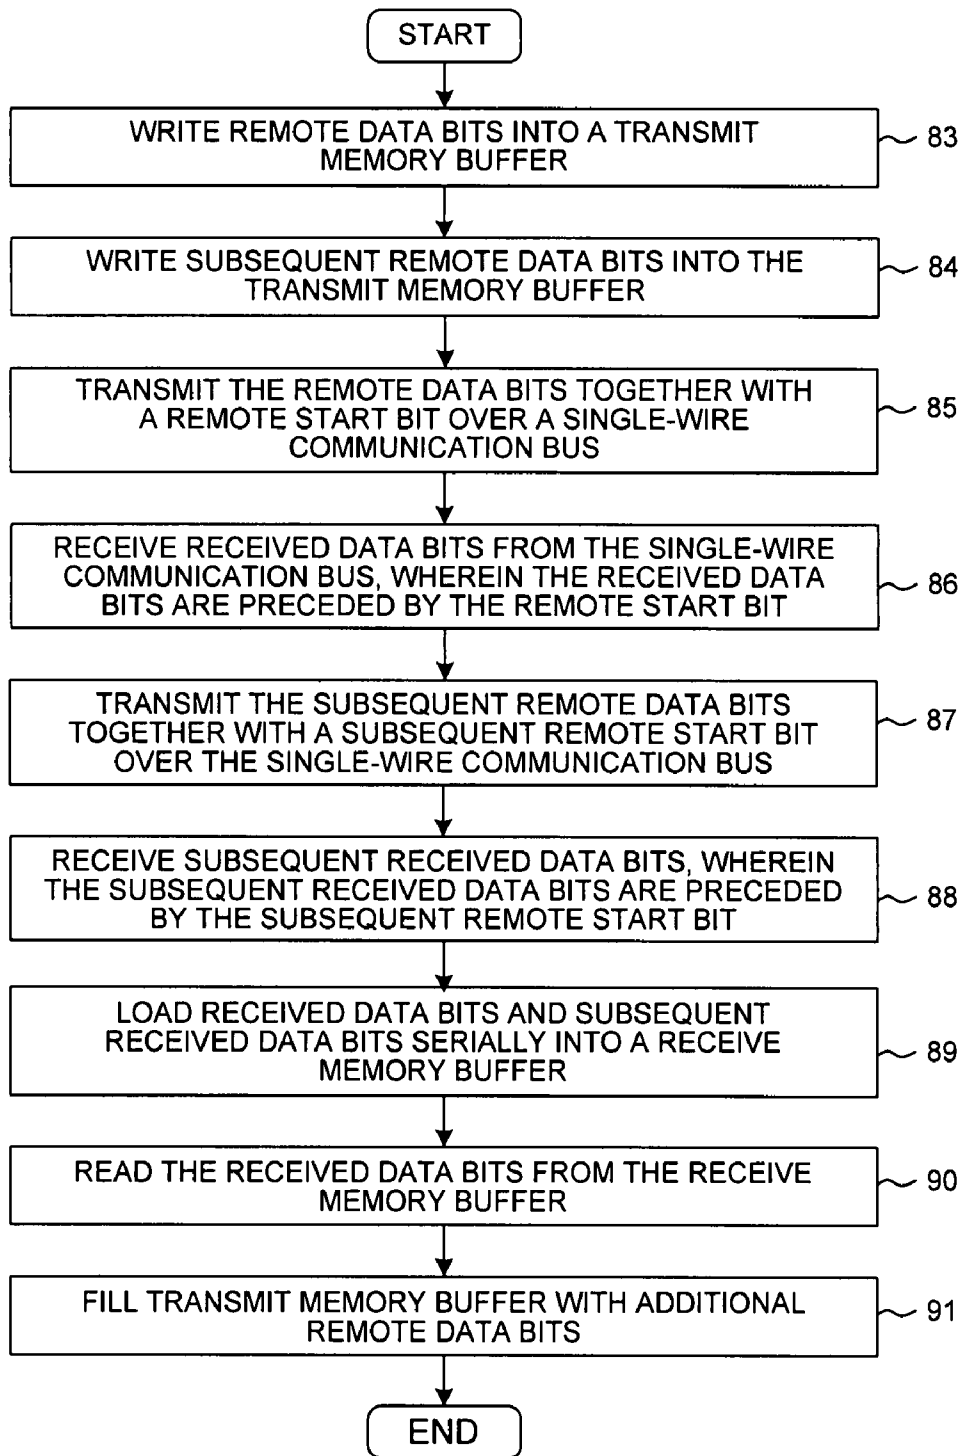 START
WRITE REMOTE DATA BITS INTO A TRANSMIT
MEMORY BUFFER
83
WRITE SUBSEQUENT REMOTE DATA BITS INTO THE
TRANSMIT MEMORY BUFFER
84
TRANSMIT THE REMOTE DATA BITS TOGETHER WITH
A REMOTE START BIT OVER A SINGLE-WIRE
COMMUNICATION BUS
85
RECEIVE RECEIVED DATA BITS FROM THE SINGLE-WIRE
COMMUNICATION BUS, WHEREIN THE RECEIVED DATA
BITS ARE PRECEDED BY THE REMOTE START BIT
86
TRANSMIT THE SUBSEQUENT REMOTE DATA BITS
TOGETHER WITH A SUBSEQUENT REMOTE START BIT
OVER THE SINGLE-WIRE COMMUNICATION BUS
87
RECEIVE SUBSEQUENT RECEIVED DATA BITS, WHEREIN
THE SUBSEQUENT RECEIVED DATA BITS ARE PRECEDED
BY THE SUBSEQUENT REMOTE START BIT
88
LOAD RECEIVED DATA BITS AND SUBSEQUENT
RECEIVED DATA BITS SERIALLY INTO A RECEIVE
MEMORY BUFFER
89
READ THE RECEIVED DATA BITS FROM THE RECEIVE
MEMORY BUFFER
90
FILL TRANSMIT MEMORY BUFFER WITH ADDITIONAL
REMOTE DATA BITS
91
END